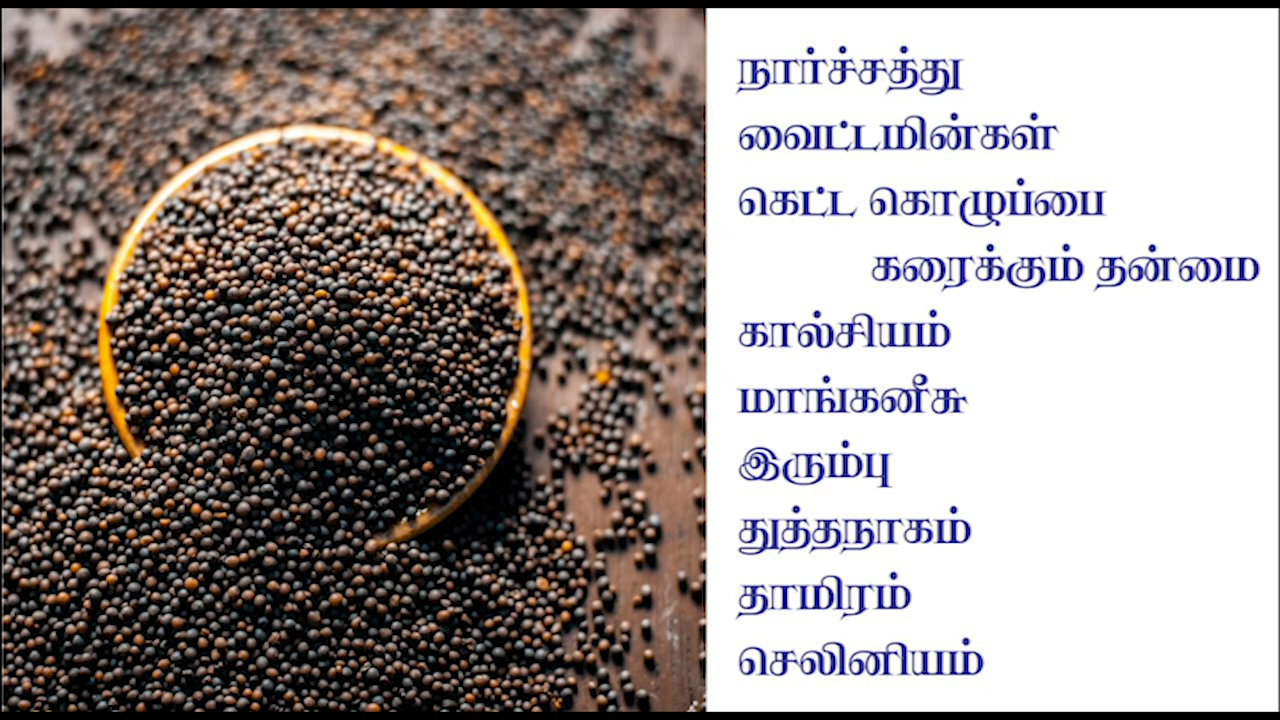 நார்ச்சத்து
வைட்டமின்கள்
கெட்ட கொழுப்பை
கரைக்கும் தன்மை
கால்சியம்
மாங்கனீசு
இரும்பு
துத்தநாகம்
தாமிரம்
செலினியம்